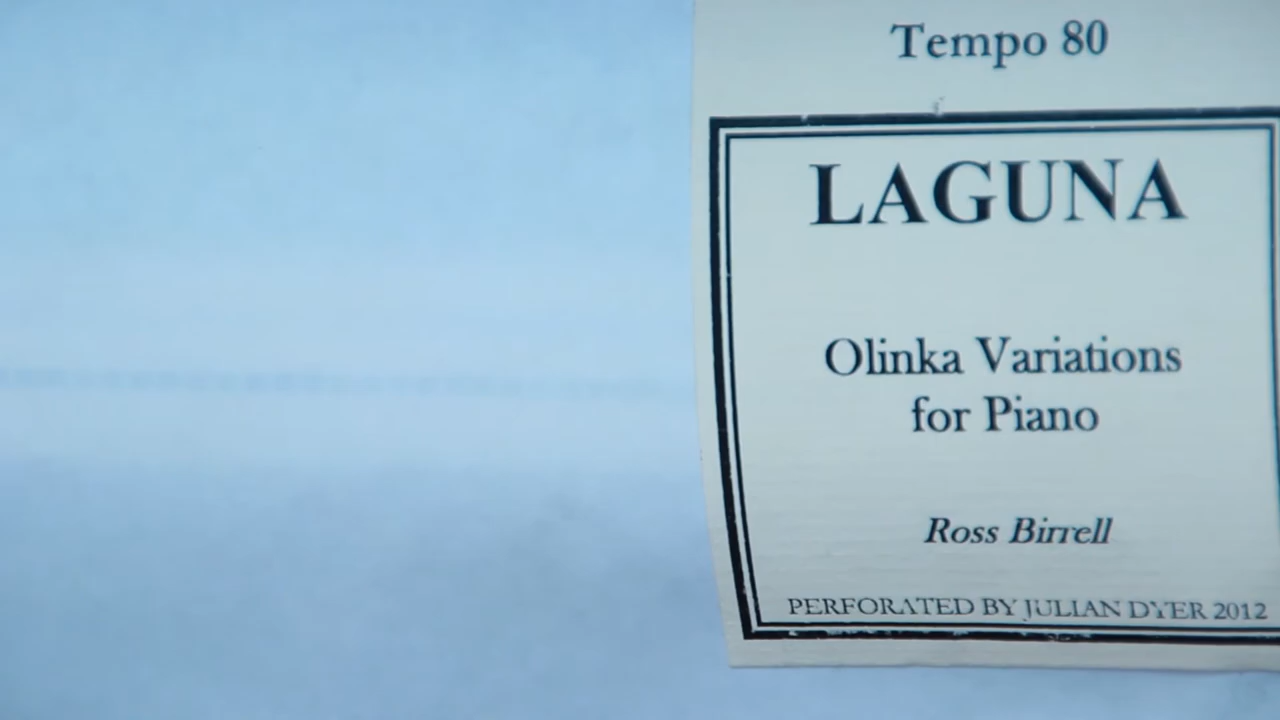 Tempo 80
LAGUNA
Olinka Variations
for Piano
Ross Birrell
PERFORATED BY JULIAN DYER 2012